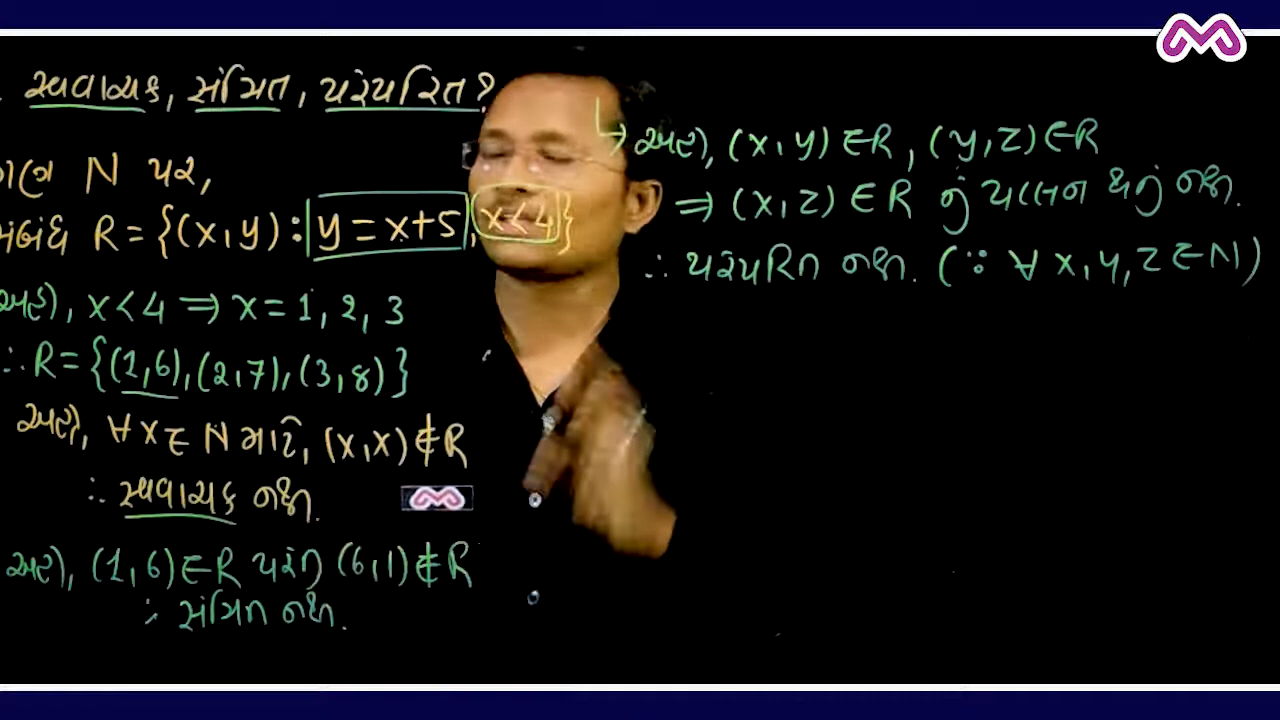 સ્વવાચક, સંમિત, પરંપરિત?
N પર,
સંબંધ R = {(x, y) : y = x+5, x < 4}
અહીં, x < 4 ⇒ x = 1, 2, 3
∴ R = {(1,6), (2,7), (3,8)}
અહીં, ∀ x ∈ N માટે, (x, x) ∉ R
∴ સ્વવાચક નથી.
અહીં, (1, 6) ∈ R પરંતુ (6, 1) ∉ R
∴ સંમિત નથી.
↳ અહીં, (x, y) ∈ R, (y, z) ∈ R
⇒ (x, z) ∈ R નું પાલન થતું નથી.
∴ પરંપરિત નથી. (∵ ∀ x, y, z ∈ N)